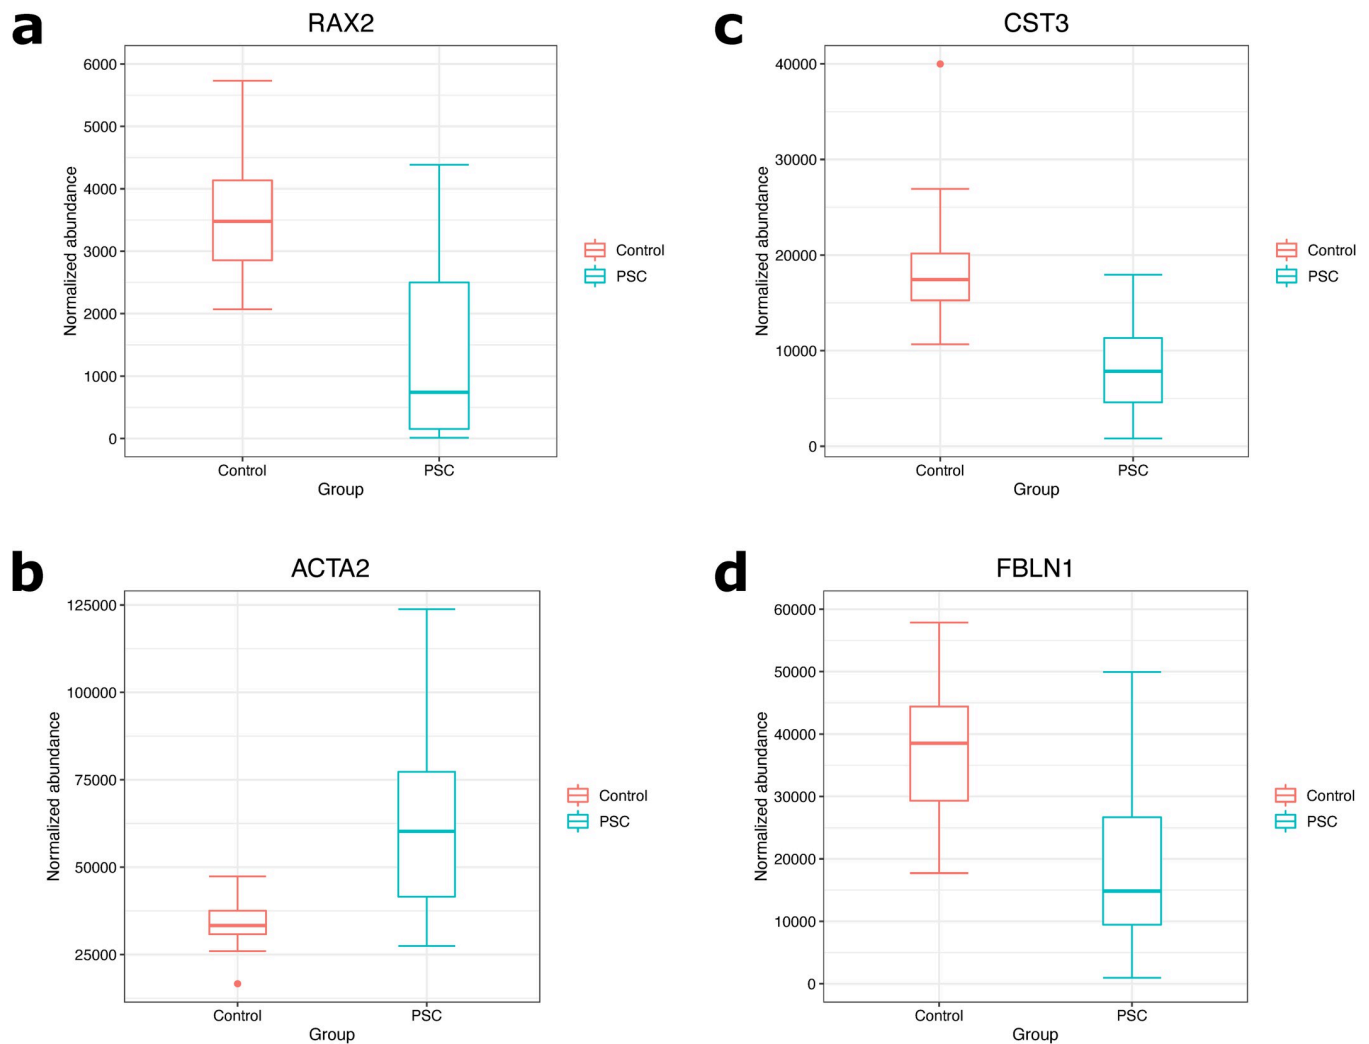 a
RAX2
6000
5000
4000
3000
2000
1000
0
Normalized abundance
Control
PSC
Group
Control
PSC
c
CST3
40000
30000
20000
10000
0
Normalized abundance
Control
PSC
Group
Control
PSC
b
ACTA2
125000
100000
75000
50000
25000
Normalized abundance
Control
PSC
Group
Control
PSC
d
FBLN1
60000
50000
40000
30000
20000
10000
0
Normalized abundance
Control
PSC
Group
Control
PSC